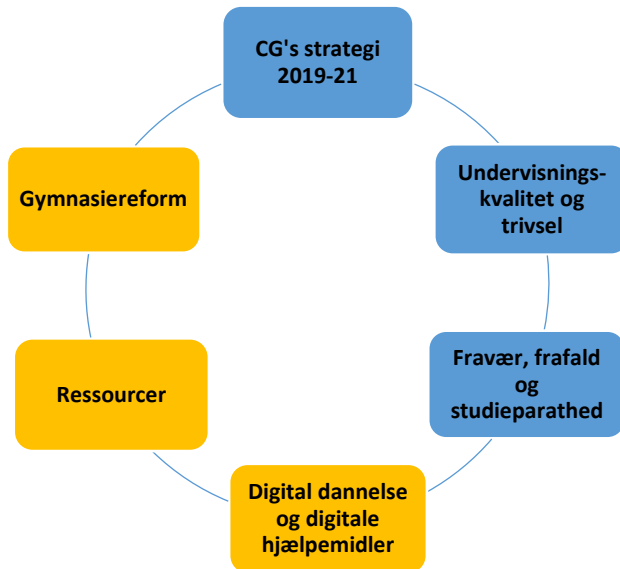 CG's strategi
2019-21
Undervisnings-
kvalitet og
trivsel
Fravær, frafald
og
studieparathed
Digital dannelse
og digitale
hjælpemidler
Ressourcer
Gymnasiereform